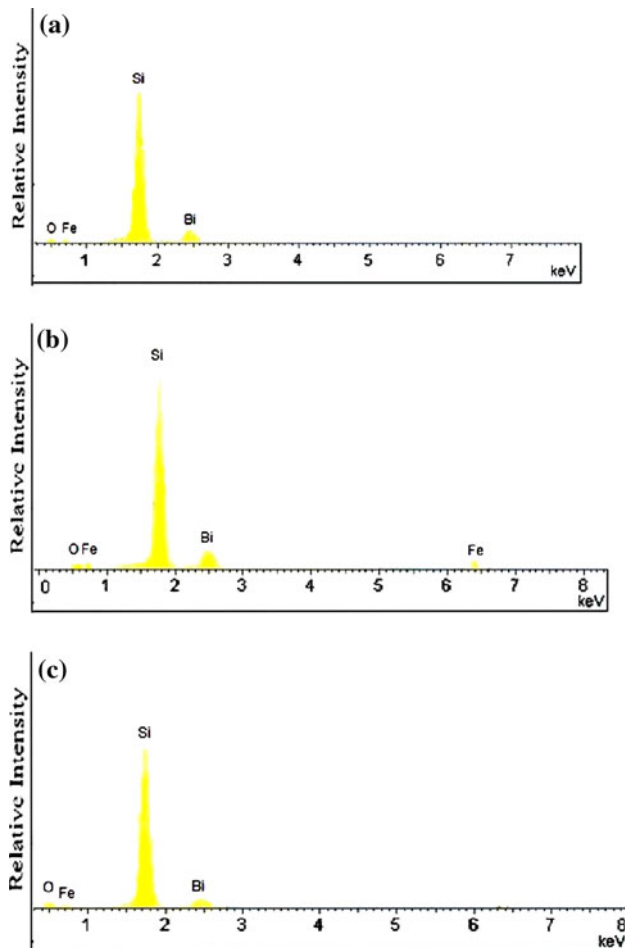 (a)
Relative Intensity
Si
Bi
O Fe
1 2 3 4 5 6 7
keV
(b)
Relative Intensity
Si
Bi
O Fe
Fe
0 1 2 3 4 5 6 7 8
keV
(c)
Relative Intensity
Si
O Fe
Bi
1 2 3 4 5 6 7 8
keV